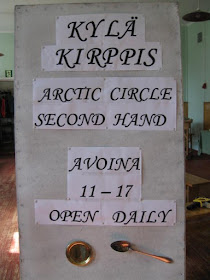 KYLÄ
KIRPPIS
ARCTIC CIRCLE
SECOND HAND
AVOINA
11 – 17
OPEN DAILY